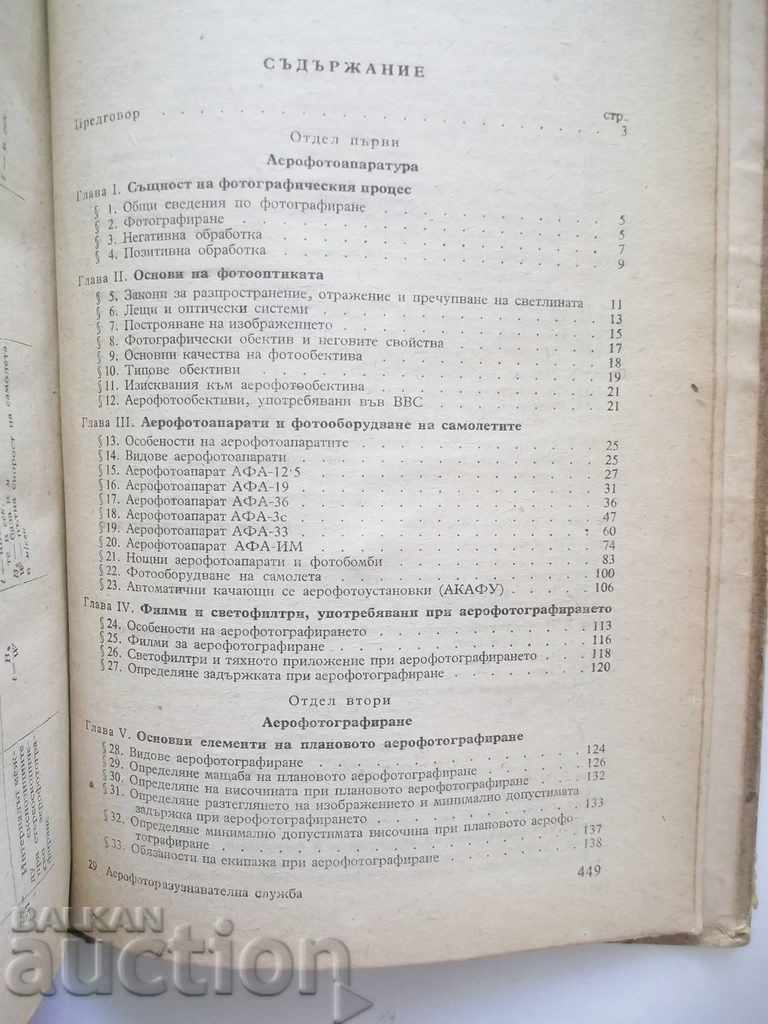 СЪДЪРЖАНИЕ
стр.
Предговор . . . . . . . . . . . . . . . 3
Отдел първи
Аерофотоапаратура
Глава I. Същност на фотографическия процес
§ 1. Общи сведения по фотографиране . . . . . . . . 5
§ 2. Фотографиране . . . . . . . . . . . . 5
§ 3. Негативна обработка . . . . . . . . . . . 7
§ 4. Позитивна обработка . . . . . . . . . . . 9
Глава II. Основи на фотооптиката
§ 5. Закони за разпространение, отражение и пречупване на светлината 11
§ 6. Лещи и оптически системи . . . . . . . . . 13
§ 7. Построяване на изображението . . . . . . . . 15
§ 8. Фотографически обектив и неговите свойства . . . . . 17
§ 9. Основни качества на фотообектива . . . . . . . 18
§ 10. Типове обективи . . . . . . . . . . . 19
§ 11. Изисквания към аерофотообектива . . . . . . . 21
§ 12. Аерофотообективи, употребявани във ВВС . . . . . . 21
Глава III. Аерофотоапарати и фотооборудване на самолетите
§ 13. Особености на аерофотоапаратите . . . . . . . . 25
§ 14. Видове аерофотоапарати . . . . . . . . . . 25
§ 15. Аерофотоапарат АФА-12·5 . . . . . . . . . 27
§ 16. Аерофотоапарат АФА-19 . . . . . . . . . . 31
§ 17. Аерофотоапарат АФА-36 . . . . . . . . . . 36
§ 18. Аерофотоапарат АФА-3с . . . . . . . . . . 47
§ 19. Аерофотоапарат АФА-33 . . . . . . . . . . 60
§ 20. Аерофотоапарат АФА-ИМ . . . . . . . . . . 74
§ 21. Нощни аерофотоапарати и фотобомби . . . . . . . 83
§ 22. Фотооборудване на самолета . . . . . . . . . 100
§ 23. Автоматични качающи се аерофотоустановки (АКАФУ) . . . 106
Глава IV. Филми и светофилтри, употребявани при аерофотографирането
§ 24. Особености на аерофотографирането . . . . . . . 113
§ 25. Филми за аерофотографиране . . . . . . . . . 116
§ 26. Светофилтри и тяхното приложение при аерофотографирането . 118
§ 27. Определяне задържката при аерофотографиране . . . . . 120
Отдел втори
Аерофотографиране
Глава V. Основни елементи на плановото аерофотографиране
§ 28. Видове аерофотографиране . . . . . . . . . 124
§ 29. Определяне мащаба на плановото аерофотографиране . . . 126
§ 30. Определяне на височината при плановото аерофотографиране . 132
§ 31. Определяне разтеглянето на изображението и минимално допустимата
задръжка при аерофотографирането . . . . . . . 133
§ 32. Определяне минимално допустимата височина при плановото аерофо-
тографиране . . . . . . . . . . . . 137
§ 33. Обязаности на екипажа при аерофотографиране . . . . 138
29 Аерофоторазузнавателна служба
449
BALKAN
auction